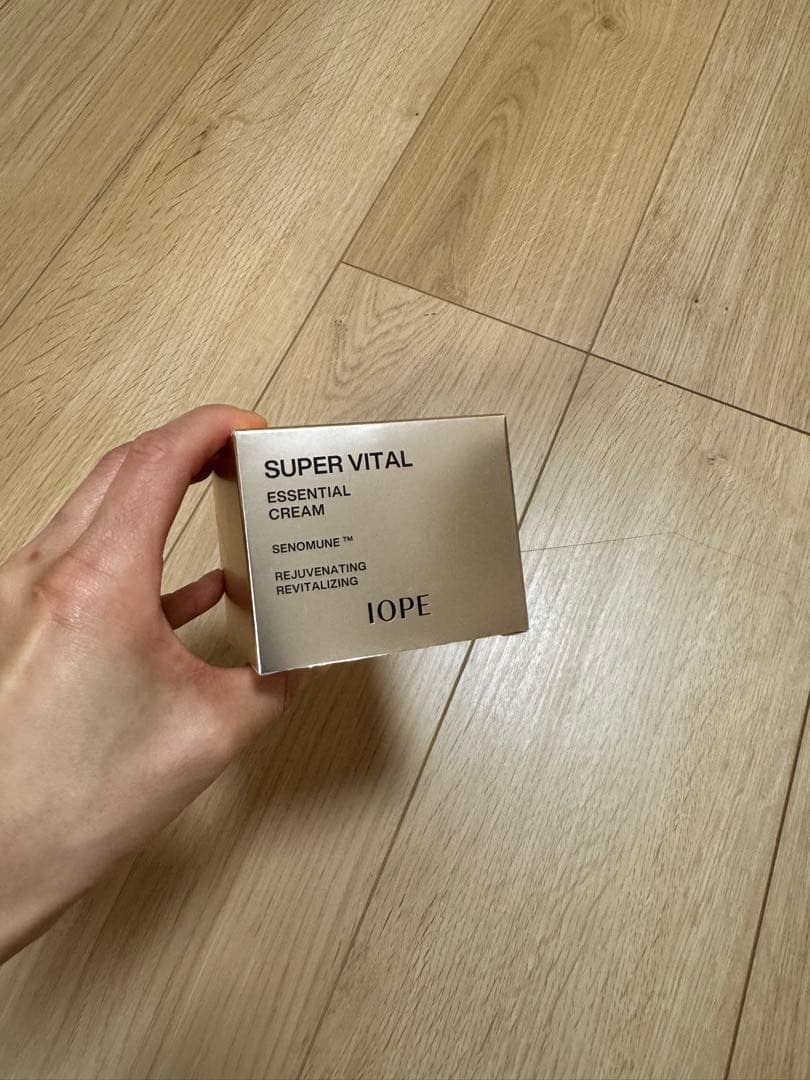 SUPER VITAL
ESSENTIAL
CREAM
SENOMUNE™
REJUVENATING
REVITALIZING
IOPE